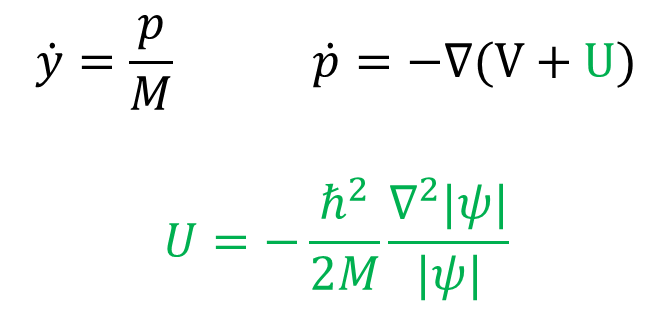 ẏ = p/M ṗ = −∇(V + U)
U = − ħ²/2M ∇²|ψ|/|ψ|